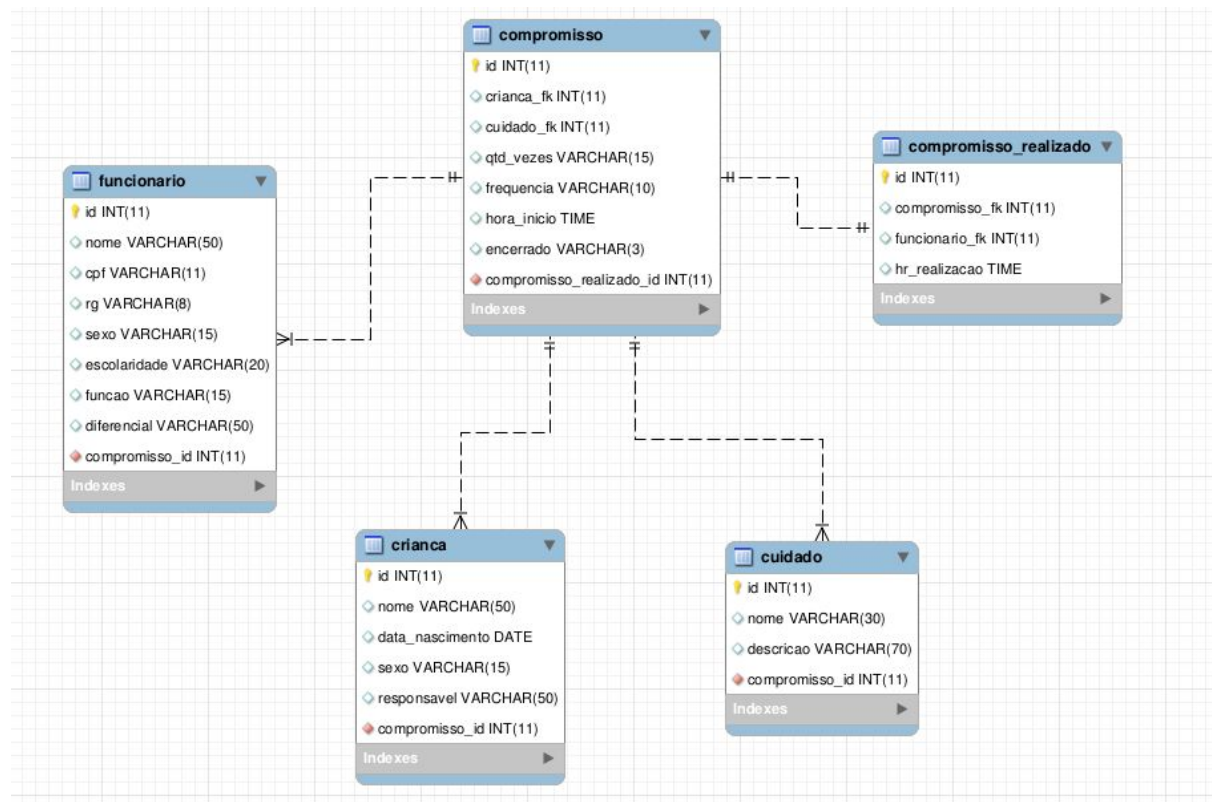 compromisso
id INT(11)
crianca_fk INT(11)
cuidado_fk INT(11)
qtd_vezes VARCHAR(15)
frequencia VARCHAR(10)
hora_inicio TIME
encerrado VARCHAR(3)
compromisso_realizado_id INT(11)
Indexes
compromisso_realizado
id INT(11)
compromisso_fk INT(11)
funcionario_fk INT(11)
hr_realizacao TIME
Indexes
funcionario
id INT(11)
nome VARCHAR(50)
cpf VARCHAR(11)
rg VARCHAR(8)
sexo VARCHAR(15)
escolaridade VARCHAR(20)
funcao VARCHAR(15)
diferencial VARCHAR(50)
compromisso_id INT(11)
Indexes
crianca
id INT(11)
nome VARCHAR(50)
data_nascimento DATE
sexo VARCHAR(15)
responsavel VARCHAR(50)
compromisso_id INT(11)
Indexes
cuidado
id INT(11)
nome VARCHAR(30)
descricao VARCHAR(70)
compromisso_id INT(11)
Indexes